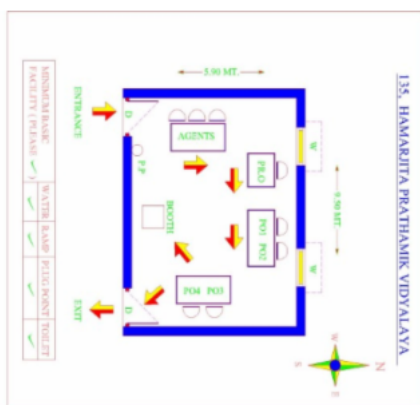 135, HAMARJITA PRATHAMIK VIDYALAYA
9.90 MT.
W
W
3.90 MT.
PR.O
PO1 PO2
AGENTS
BOOTH
PO4 PO3
P.P
D
D
ENTRANCE
EXIT
N
W
E
S
MINIMUM BASIC
FACILITY ( PLEASE ✓ )
WATER
RAMP
PLUG POINT
TOILET
✓
✓
✓
✓